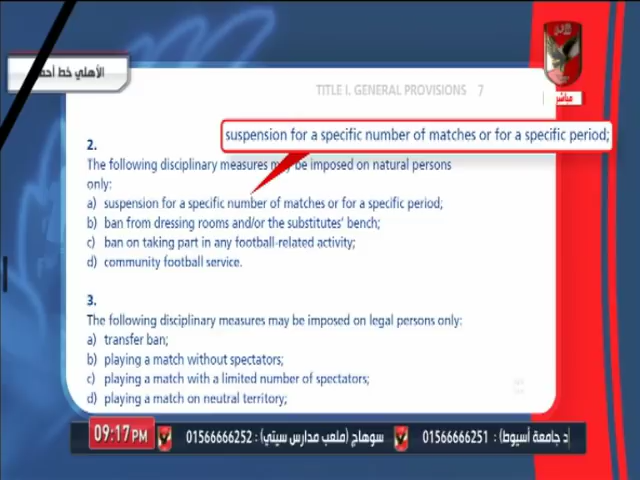 الأهلي خط أحمر
TITLE I. GENERAL PROVISIONS 7
مباشر
suspension for a specific number of matches or for a specific period;
2.
The following disciplinary measures may be imposed on natural persons
only:
a) suspension for a specific number of matches or for a specific period;
b) ban from dressing rooms and/or the substitutes' bench;
c) ban on taking part in any football-related activity;
d) community football service.
3.
The following disciplinary measures may be imposed on legal persons only:
a) transfer ban;
b) playing a match without spectators;
c) playing a match with a limited number of spectators;
d) playing a match on neutral territory;
09:17 PM
د جامعة أسيوط) : 01566666251 سوهاج (ملعب مدارس سيتي) : 01566666252